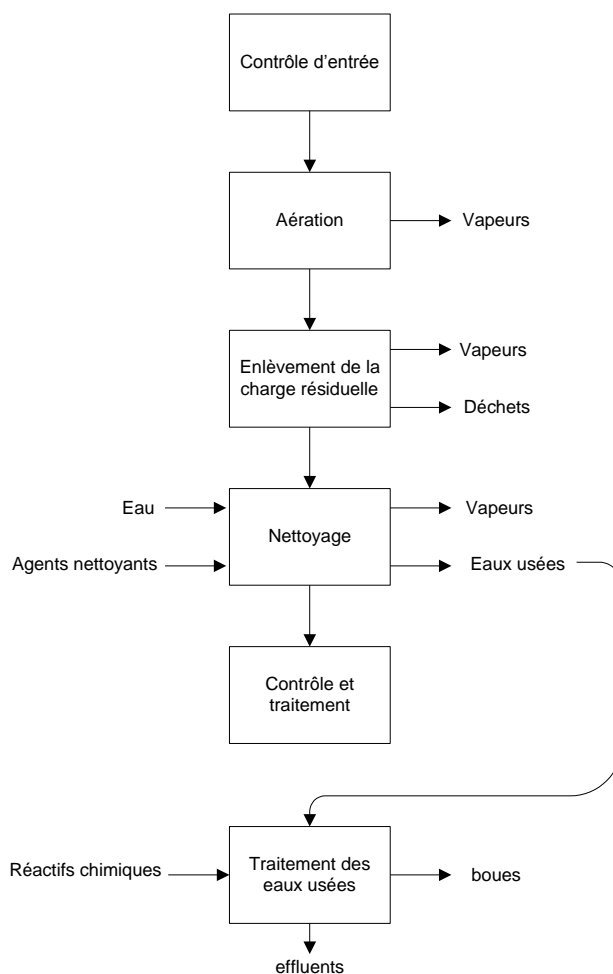 Contrôle d’entrée
Aération
Vapeurs
Enlèvement de la
charge résiduelle
Vapeurs
Déchets
Eau
Agents nettoyants
Nettoyage
Vapeurs
Eaux usées
Contrôle et
traitement
Réactifs chimiques
Traitement des
eaux usées
boues
effluents